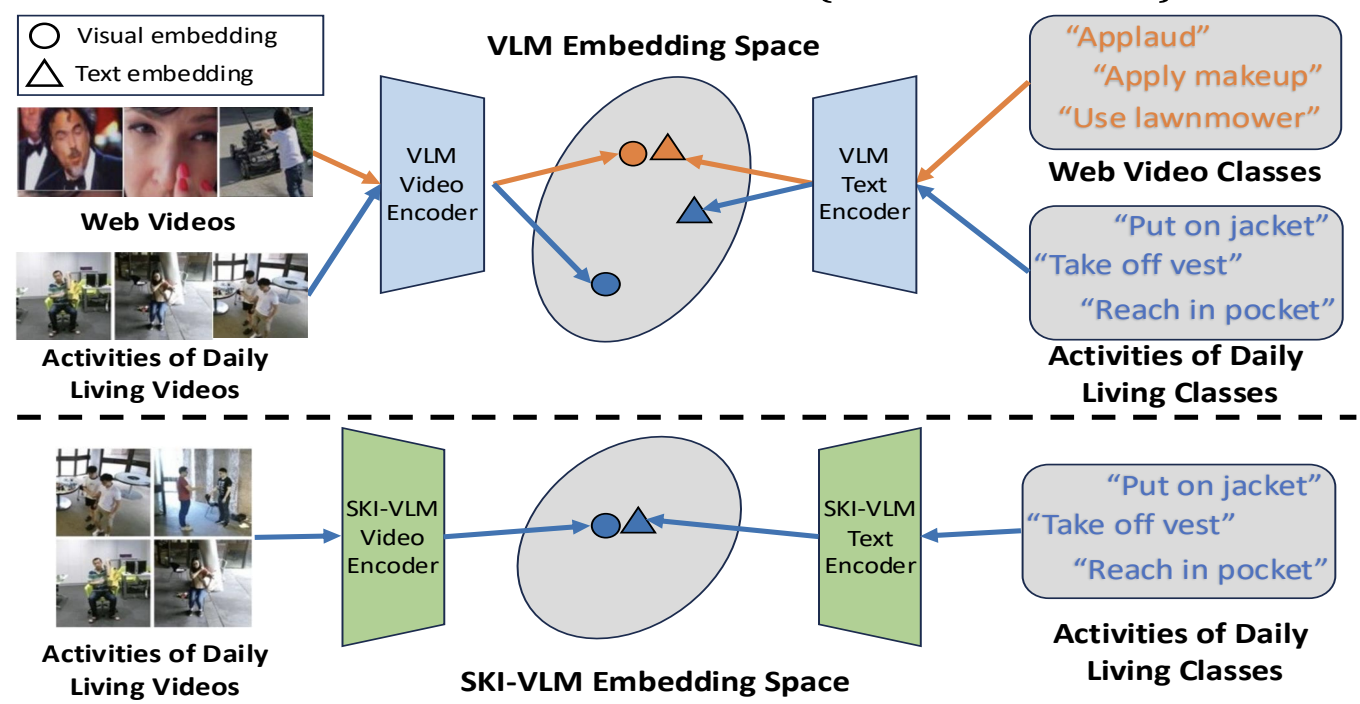 Visual embedding
Text embedding
VLM Embedding Space
"Applaud"
"Apply makeup"
"Use lawnmower"
Web Video Classes
VLM
Video
Encoder
VLM
Text
Encoder
Web Videos
"Put on jacket"
"Take off vest"
"Reach in pocket"
Activities of Daily
Living Videos
Activities of Daily
Living Classes
SKI-VLM
Video
Encoder
SKI-VLM
Text
Encoder
"Put on jacket"
"Take off vest"
"Reach in pocket"
Activities of Daily
Living Videos
SKI-VLM Embedding Space
Activities of Daily
Living Classes